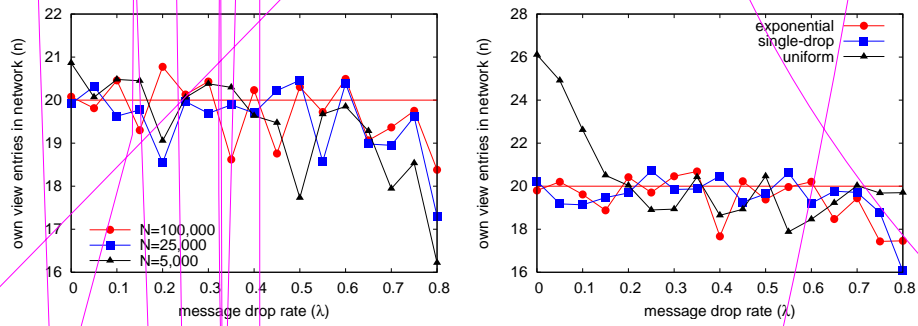 own view entries in network (n)
22
21
20
19
18
17
16
N=100,000
N=25,000
N=5,000
0 0.1 0.2 0.3 0.4 0.5 0.6 0.7 0.8
message drop rate (λ)
own view entries in network (n)
28
26
24
22
20
18
16
exponential
single-drop
uniform
0 0.1 0.2 0.3 0.4 0.5 0.6 0.7 0.8
message drop rate (λ)